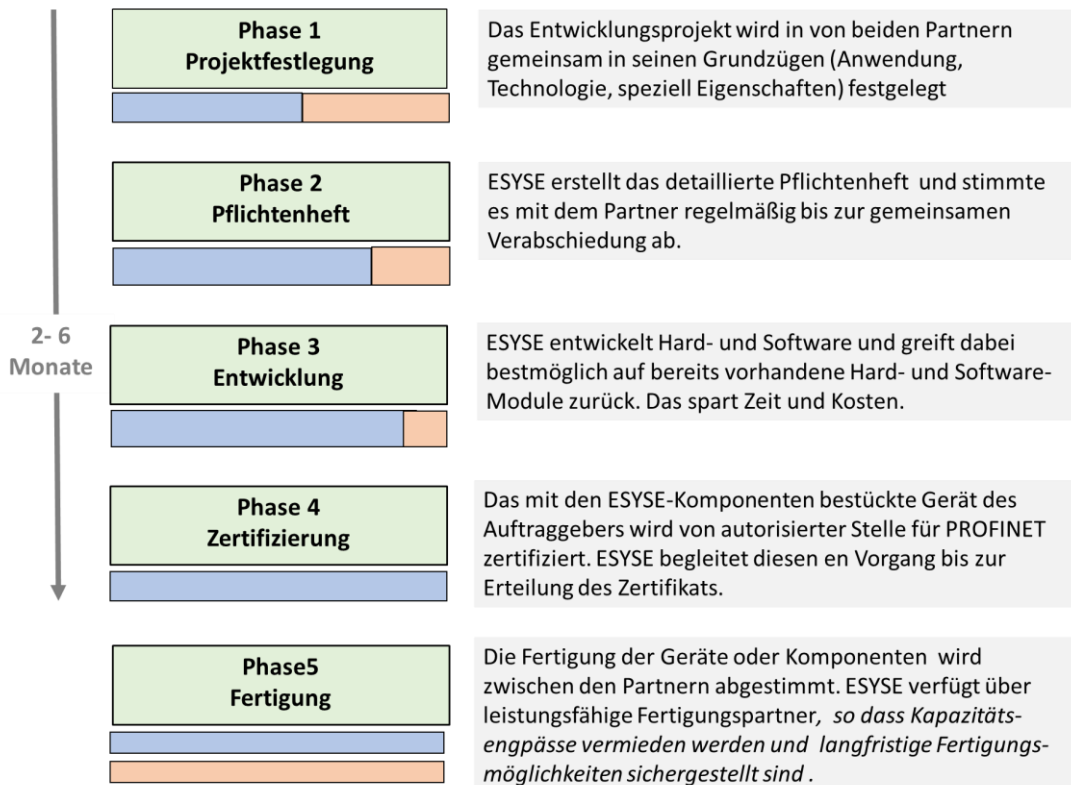 Phase 1
Projektfestlegung
Das Entwicklungsprojekt wird in von beiden Partnern
gemeinsam in seinen Grundzügen (Anwendung,
Technologie, speziell Eigenschaften) festgelegt
Phase 2
Pflichtenheft
ESYSE erstellt das detaillierte Pflichtenheft und stimmte
es mit dem Partner regelmäßig bis zur gemeinsamen
Verabschiedung ab.
2- 6
Monate
Phase 3
Entwicklung
ESYSE entwickelt Hard- und Software und greift dabei
bestmöglich auf bereits vorhandene Hard- und Software-
Module zurück. Das spart Zeit und Kosten.
Phase 4
Zertifizierung
Das mit den ESYSE-Komponenten bestückte Gerät des
Auftraggebers wird von autorisierter Stelle für PROFINET
zertifiziert. ESYSE begleitet diesen en Vorgang bis zur
Erteilung des Zertifikats.
Phase5
Fertigung
Die Fertigung der Geräte oder Komponenten wird
zwischen den Partnern abgestimmt. ESYSE verfügt über
leistungsfähige Fertigungspartner, so dass Kapazitäts-
engpässe vermieden werden und langfristige Fertigungs-
möglichkeiten sichergestellt sind .